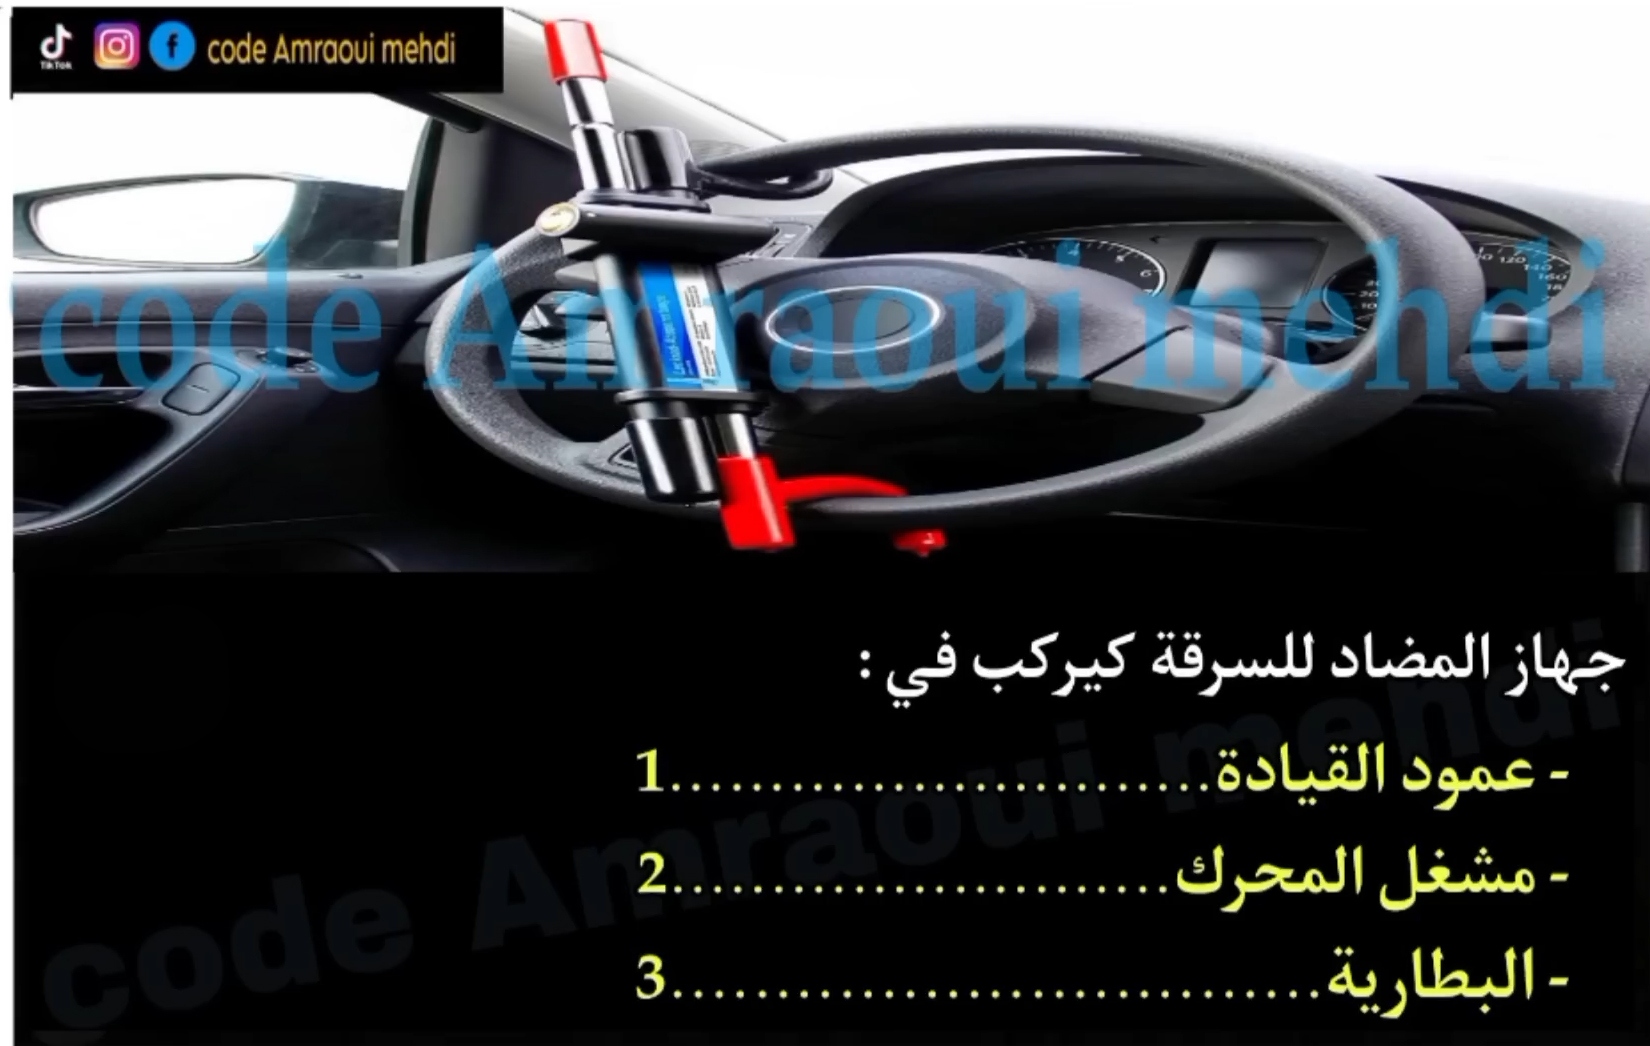 TikTok
code Amraoui mehdi
code Amraoui mehdi
جهاز المضاد للسرقة كيركب في :
- عمود القيادة...........................1
- مشغل المحرك.........................2
- البطارية................................3
code Amraoui mehdi